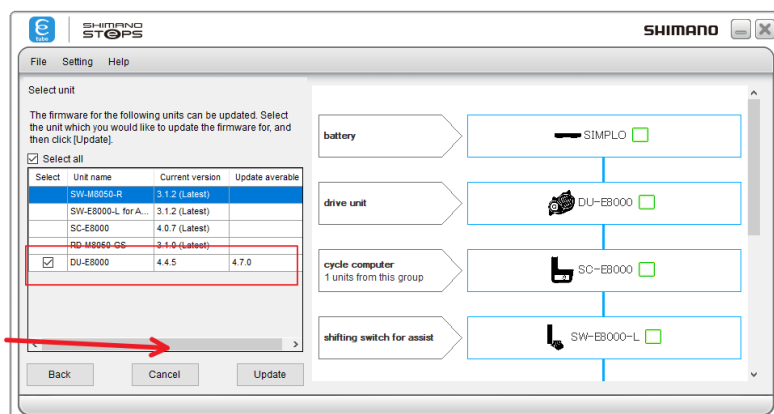 e
tube
SHIMANO
STePS
SHIMANO
File Setting Help
Select unit
The firmware for the following units can be updated. Select
the unit which you would like to update the firmware for, and
then click [Update].
Select all
Select Unit name Current version Update averable
SW-M8050-R 3.1.2 (Latest)
SW-E8000-L for A... 3.1.2 (Latest)
SC-E8000 4.0.7 (Latest)
RD-M8050-GS 3.1.0 (Latest)
DU-E8000 4.4.5 4.7.0
Back Cancel Update
battery
SIMPLO
drive unit
DU-E8000
cycle computer
1 units from this group
SC-E8000
shifting switch for assist
SW-E8000-L